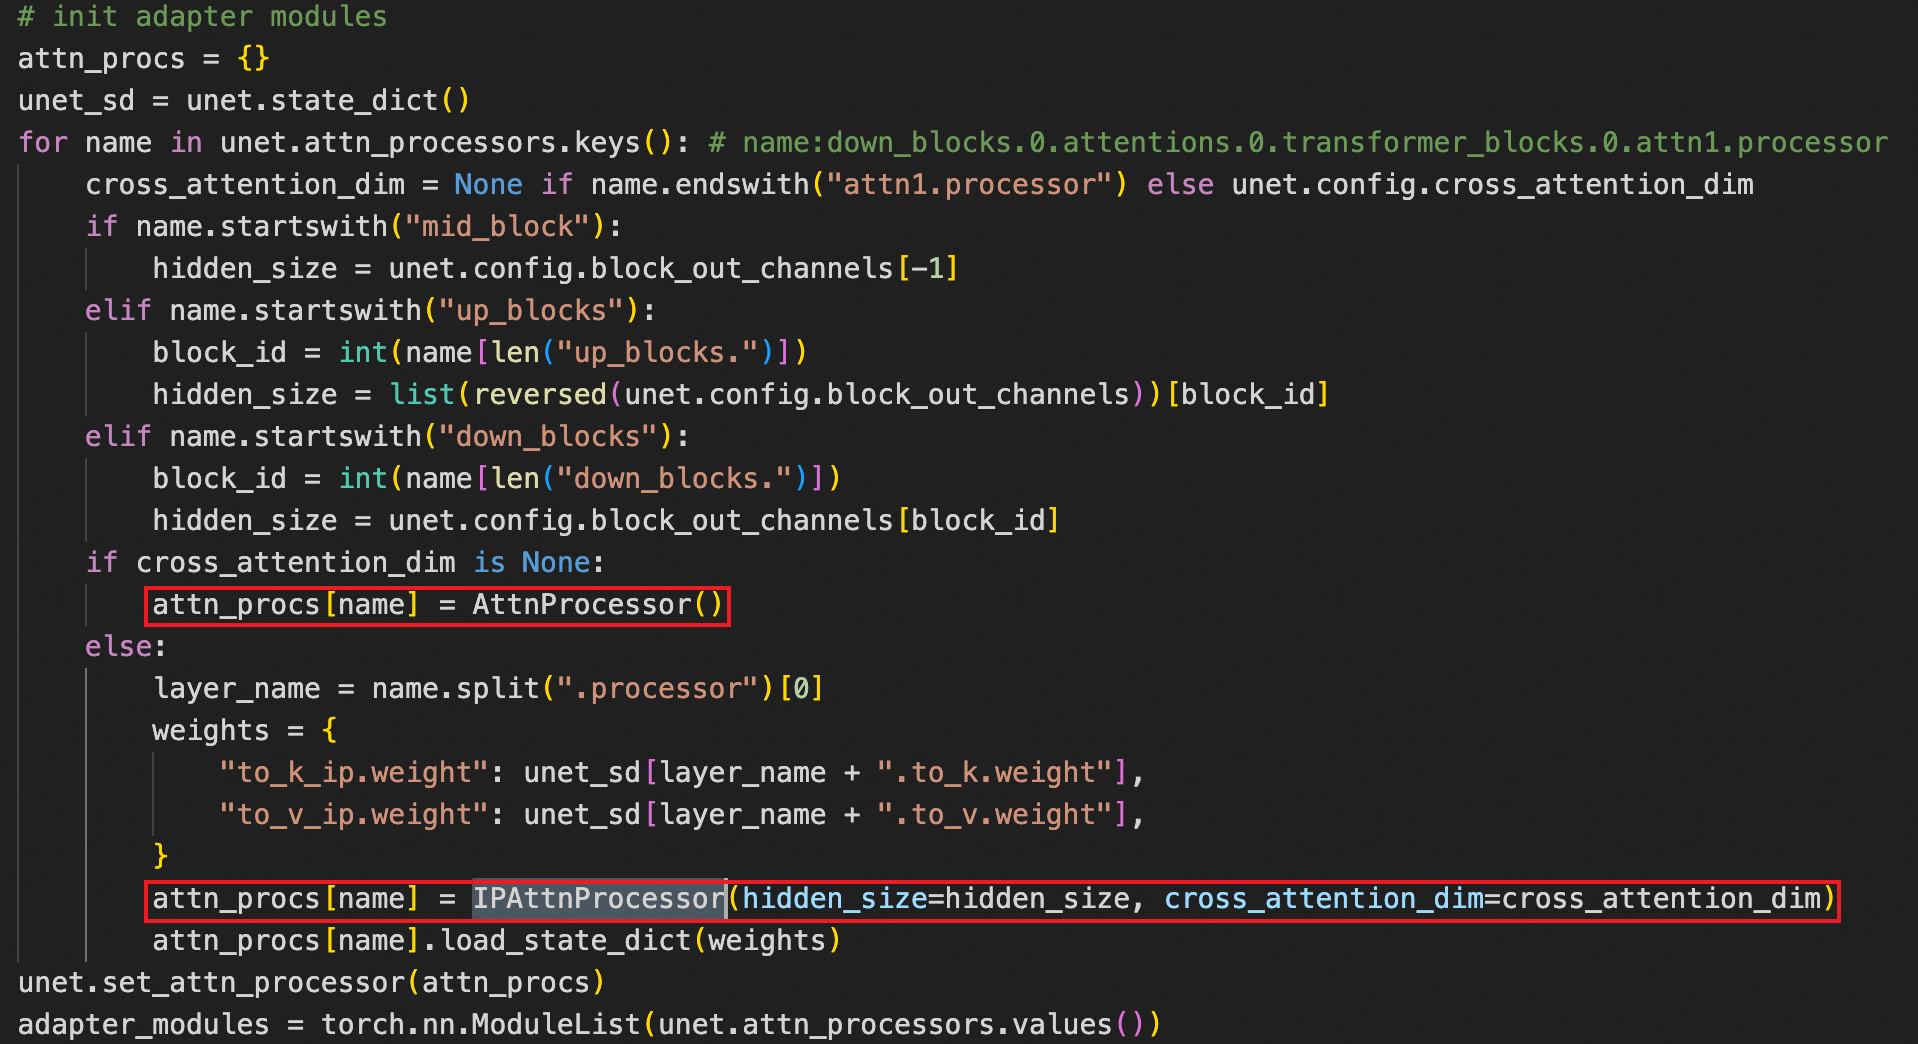 # init adapter modules
attn_procs = {}
unet_sd = unet.state_dict()
for name in unet.attn_processors.keys(): # name:down_blocks.0.attentions.0.transformer_blocks.0.attn1.processor
    cross_attention_dim = None if name.endswith("attn1.processor") else unet.config.cross_attention_dim
    if name.startswith("mid_block"):
        hidden_size = unet.config.block_out_channels[-1]
    elif name.startswith("up_blocks"):
        block_id = int(name[len("up_blocks.")])
        hidden_size = list(reversed(unet.config.block_out_channels))[block_id]
    elif name.startswith("down_blocks"):
        block_id = int(name[len("down_blocks.")])
        hidden_size = unet.config.block_out_channels[block_id]
    if cross_attention_dim is None:
        attn_procs[name] = AttnProcessor()
    else:
        layer_name = name.split(".processor")[0]
        weights = {
            "to_k_ip.weight": unet_sd[layer_name + ".to_k.weight"],
            "to_v_ip.weight": unet_sd[layer_name + ".to_v.weight"],
        }
        attn_procs[name] = IPAttnProcessor(hidden_size=hidden_size, cross_attention_dim=cross_attention_dim)
        attn_procs[name].load_state_dict(weights)
unet.set_attn_processor(attn_procs)
adapter_modules = torch.nn.ModuleList(unet.attn_processors.values())